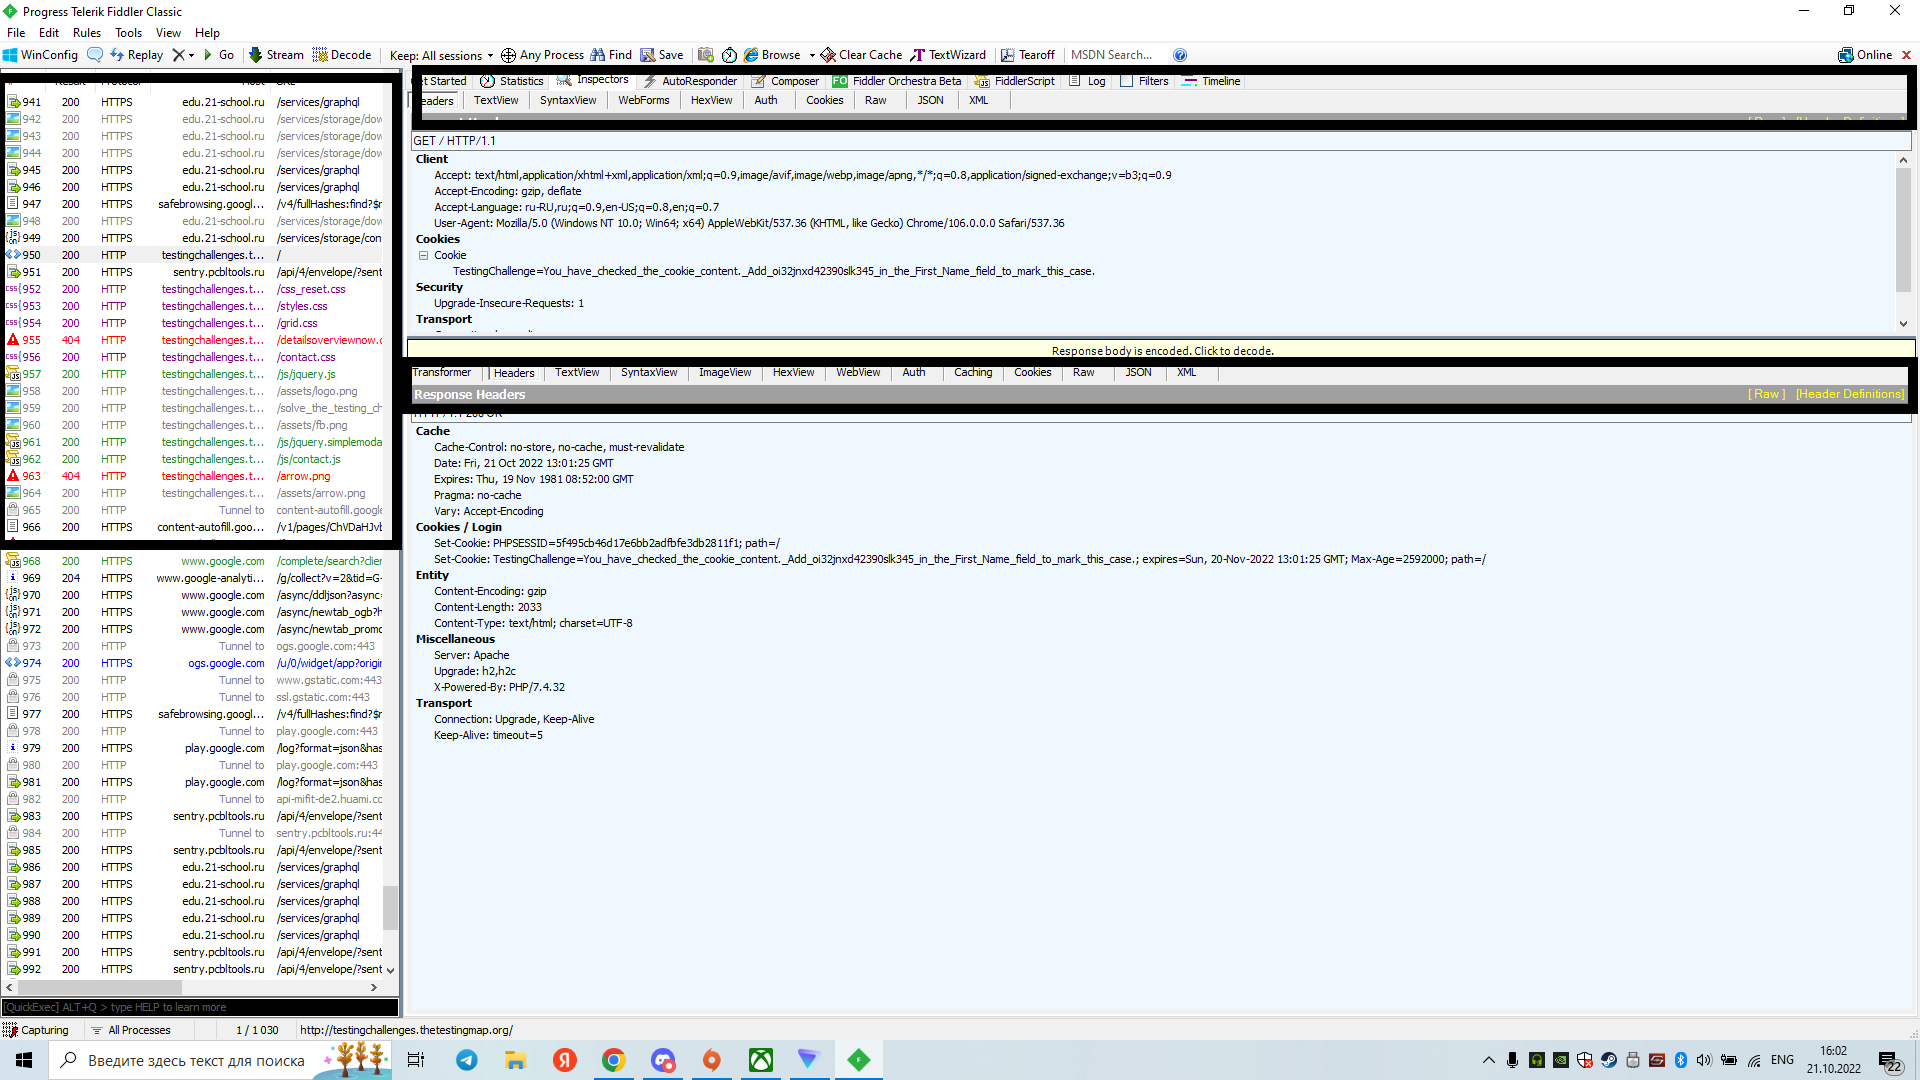 Progress Telerik Fiddler Classic
File Edit Rules Tools View Help
WinConfig Replay Go Stream Decode Keep: All sessions Any Process Find Save Browse Clear Cache TextWizard Tearoff MSDN Search... Online
941 200 HTTPS edu.21-school.ru /services/graphql
942 200 HTTPS edu.21-school.ru /services/storage/dow
943 200 HTTPS edu.21-school.ru /services/storage/dow
944 200 HTTPS edu.21-school.ru /services/storage/dow
945 200 HTTPS edu.21-school.ru /services/graphql
946 200 HTTPS edu.21-school.ru /services/graphql
947 200 HTTPS safebrowsing.googl... /v4/fullHashes:find?$r
948 200 HTTPS edu.21-school.ru /services/storage/dow
949 200 HTTPS edu.21-school.ru /services/storage/con
950 200 HTTP testingchallenges.t... /
951 200 HTTPS sentry.pcbltools.ru /api/4/envelope/?sent
952 200 HTTP testingchallenges.t... /css_reset.css
953 200 HTTP testingchallenges.t... /styles.css
954 200 HTTP testingchallenges.t... /grid.css
955 404 HTTP testingchallenges.t... /detailsoverviewnow.c
956 200 HTTP testingchallenges.t... /contact.css
957 200 HTTP testingchallenges.t... /js/jquery.js
958 200 HTTP testingchallenges.t... /assets/logo.png
959 200 HTTP testingchallenges.t... /solve_the_testing_ch
960 200 HTTP testingchallenges.t... /assets/fb.png
961 200 HTTP testingchallenges.t... /js/jquery.simplemoda
962 200 HTTP testingchallenges.t... /js/contact.js
963 404 HTTP testingchallenges.t... /arrow.png
964 200 HTTP testingchallenges.t... /assets/arrow.png
965 200 HTTP Tunnel to content-autofill.google
966 200 HTTPS content-autofill.goo... /v1/pages/ChVDaHJvb
968 200 HTTPS www.google.com /complete/search?clier
969 204 HTTPS www.google-analyti... /g/collect?v=2&tid=G-
970 200 HTTPS www.google.com /async/ddljson?async=
971 200 HTTPS www.google.com /async/newtab_ogb?h
972 200 HTTPS www.google.com /async/newtab_promo
973 200 HTTP Tunnel to ogs.google.com:443
974 200 HTTPS ogs.google.com /u/0/widget/app?origin
975 200 HTTP Tunnel to www.gstatic.com:443
976 200 HTTP Tunnel to ssl.gstatic.com:443
977 200 HTTPS safebrowsing.googl... /v4/fullHashes:find?$r
978 200 HTTP Tunnel to play.google.com:443
979 200 HTTPS play.google.com /log?format=json&has
980 200 HTTP Tunnel to play.google.com:443
981 200 HTTPS play.google.com /log?format=json&has
982 200 HTTP Tunnel to api-mifit-de2.huami.co
983 200 HTTPS sentry.pcbltools.ru /api/4/envelope/?sent
984 200 HTTP Tunnel to sentry.pcbltools.ru:44
985 200 HTTPS sentry.pcbltools.ru /api/4/envelope/?sent
986 200 HTTPS edu.21-school.ru /services/graphql
987 200 HTTPS edu.21-school.ru /services/graphql
988 200 HTTPS edu.21-school.ru /services/graphql
989 200 HTTPS edu.21-school.ru /services/graphql
990 200 HTTPS edu.21-school.ru /services/graphql
991 200 HTTPS sentry.pcbltools.ru /api/4/envelope/?sent
992 200 HTTPS sentry.pcbltools.ru /api/4/envelope/?sent
[QuickExec] ALT+Q > type HELP to learn more
Started Statistics Inspectors AutoResponder Composer FO Fiddler Orchestra Beta FiddlerScript Log Filters Timeline
eaders TextView SyntaxView WebForms HexView Auth Cookies Raw JSON XML
GET / HTTP/1.1
Client
Accept: text/html,application/xhtml+xml,application/xml;q=0.9,image/avif,image/webp,image/apng,*/*;q=0.8,application/signed-exchange;v=b3;q=0.9
Accept-Encoding: gzip, deflate
Accept-Language: ru-RU,ru;q=0.9,en-US;q=0.8,en;q=0.7
User-Agent: Mozilla/5.0 (Windows NT 10.0; Win64; x64) AppleWebKit/537.36 (KHTML, like Gecko) Chrome/106.0.0.0 Safari/537.36
Cookies
Cookie
TestingChallenge=You_have_checked_the_cookie_content._Add_oi32jnxd42390slk345_in_the_First_Name_field_to_mark_this_case.
Security
Upgrade-Insecure-Requests: 1
Transport
Response body is encoded. Click to decode.
Transformer Headers TextView SyntaxView ImageView HexView WebView Auth Caching Cookies Raw JSON XML
Response Headers [ Raw ] [Header Definitions]
HTTP/1.1 200 OK
Cache
Cache-Control: no-store, no-cache, must-revalidate
Date: Fri, 21 Oct 2022 13:01:25 GMT
Expires: Thu, 19 Nov 1981 08:52:00 GMT
Pragma: no-cache
Vary: Accept-Encoding
Cookies / Login
Set-Cookie: PHPSESSID=5f495cb46d17e6bb2adfbfe3db2811f1; path=/
Set-Cookie: TestingChallenge=You_have_checked_the_cookie_content._Add_oi32jnxd42390slk345_in_the_First_Name_field_to_mark_this_case.; expires=Sun, 20-Nov-2022 13:01:25 GMT; Max-Age=2592000; path=/
Entity
Content-Encoding: gzip
Content-Length: 2033
Content-Type: text/html; charset=UTF-8
Miscellaneous
Server: Apache
Upgrade: h2,h2c
X-Powered-By: PHP/7.4.32
Transport
Connection: Upgrade, Keep-Alive
Keep-Alive: timeout=5
Capturing All Processes 1 / 1 030 http://testingchallenges.thetestingmap.org/
Введите здесь текст для поиска
ENG 16:02
21.10.2022
22